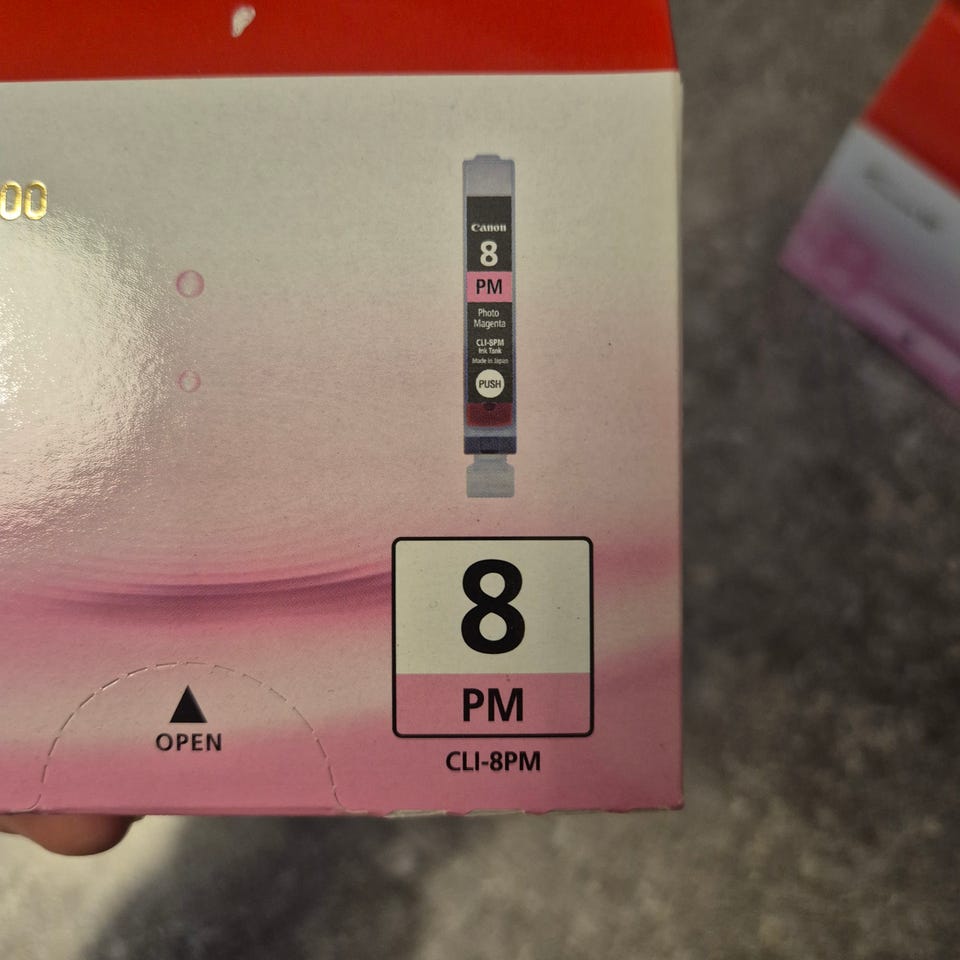 00
Canon
8
PM
Photo
Magenta
CLI-8PM
Ink Tank
Made in Japan
PUSH
8
PM
OPEN
CLI-8PM